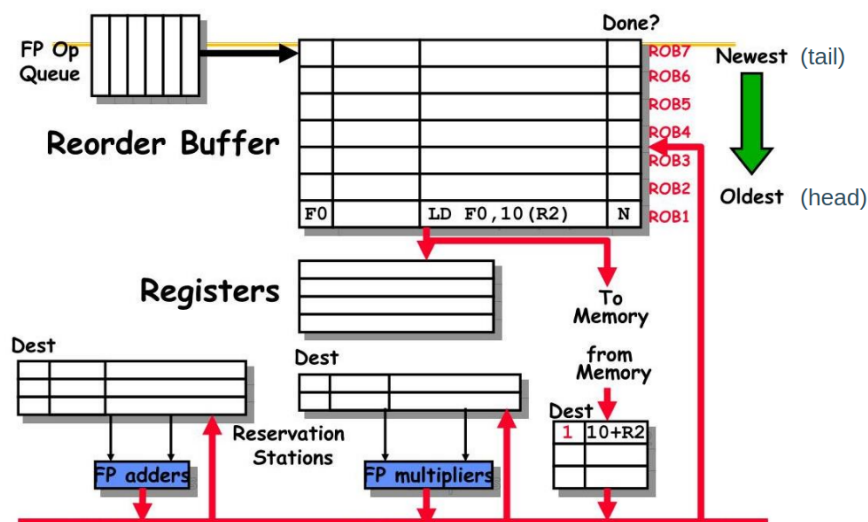 Done?
FP Op
Queue
ROB7
Newest (tail)
ROB6
ROB5
ROB4
Reorder Buffer
ROB3
ROB2
Oldest (head)
F0 LD F0,10(R2) N ROB1
Registers
To
Memory
Dest
Dest
from
Memory
Dest
1 10+R2
Reservation
Stations
FP adders
FP multipliers